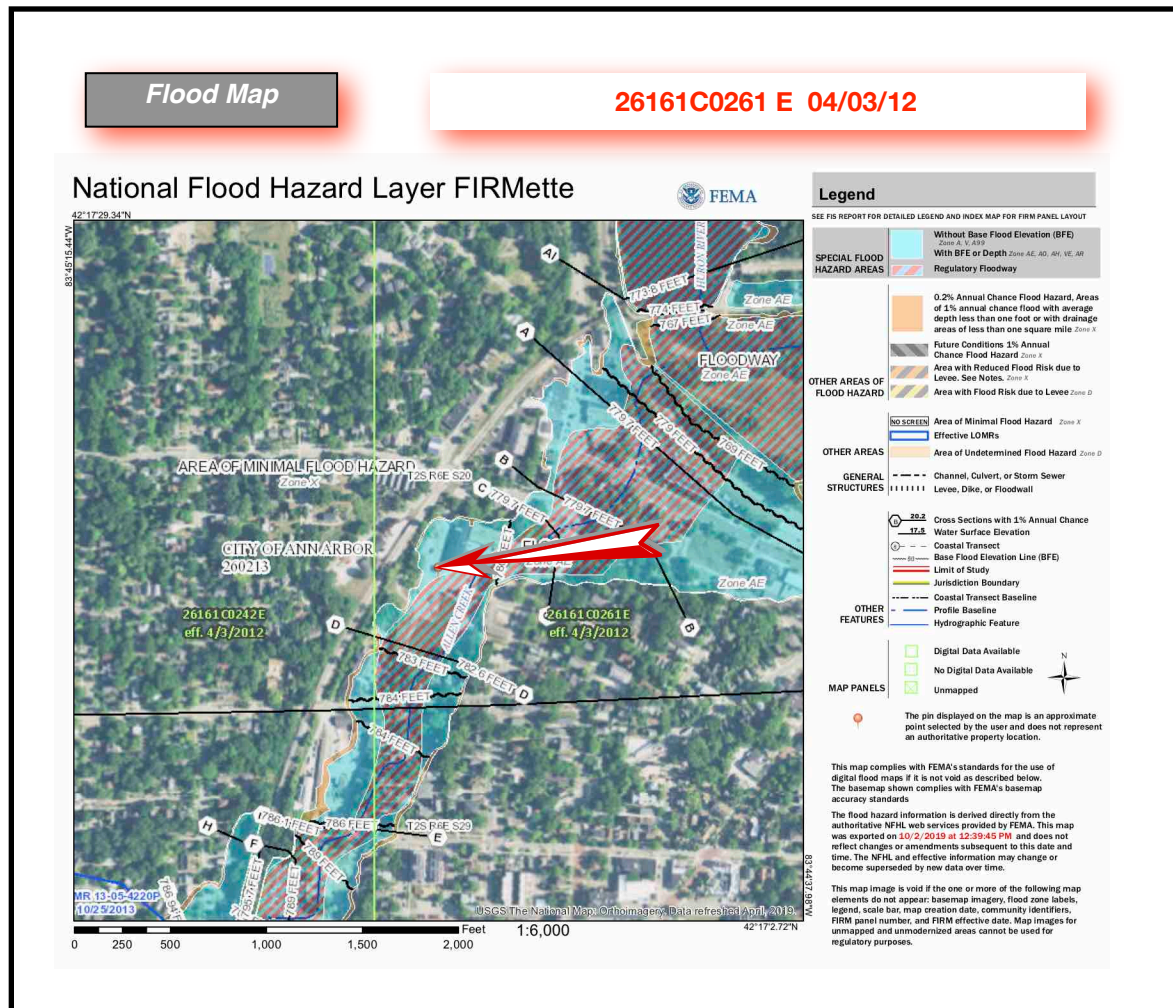 Flood Map
26161C0261 E 04/03/12
National Flood Hazard Layer FIRMette
FEMA
42°17'29.34"N
83°45'15.44"W
AI
HURON RIVER
773.8 FEET
774 FEET
767 FEET
Zone AE
Zone AE
A
FLOODWAY
Zone AE
779.7 FEET
779 FEET
769 FEET
AREA OF MINIMAL FLOOD HAZARD
Zone X
T2S R6E S20
B
C
779.7 FEET
779.7 FEET
CITY OF ANN ARBOR
260213
Zone AE
Zone AE
ALLEN CREEK
26161C0242E
eff. 4/3/2012
26161C0261E
eff. 4/3/2012
B
D
783 FEET
782.6 FEET
D
784 FEET
784 FEET
786.1 FEET
786 FEET
T2S R6E S29
H
F
E
789 FEET
795.7 FEET
789 FEET
MR 13-05-4220P
10/25/2013
USGS The National Map: Orthoimagery. Data refreshed April, 2019.
83°44'37.98"W
42°17'2.72"N
Feet
1:6,000
0
250
500
1,000
1,500
2,000
Legend
SEE FIS REPORT FOR DETAILED LEGEND AND INDEX MAP FOR FIRM PANEL LAYOUT
SPECIAL FLOOD
HAZARD AREAS
Without Base Flood Elevation (BFE)
Zone A, V, A99
With BFE or Depth Zone AE, AO, AH, VE, AR
Regulatory Floodway
OTHER AREAS OF
FLOOD HAZARD
0.2% Annual Chance Flood Hazard, Areas
of 1% annual chance flood with average
depth less than one foot or with drainage
areas of less than one square mile Zone X
Future Conditions 1% Annual
Chance Flood Hazard Zone X
Area with Reduced Flood Risk due to
Levee. See Notes. Zone X
Area with Flood Risk due to Levee Zone D
OTHER AREAS
NO SCREEN
Area of Minimal Flood Hazard Zone X
Effective LOMRs
Area of Undetermined Flood Hazard Zone D
GENERAL
STRUCTURES
Channel, Culvert, or Storm Sewer
Levee, Dike, or Floodwall
OTHER
FEATURES
B
20.2
Cross Sections with 1% Annual Chance
17.5
Water Surface Elevation
Coastal Transect
Base Flood Elevation Line (BFE)
Limit of Study
Jurisdiction Boundary
Coastal Transect Baseline
Profile Baseline
Hydrographic Feature
MAP PANELS
Digital Data Available
No Digital Data Available
Unmapped
N
The pin displayed on the map is an approximate
point selected by the user and does not represent
an authoritative property location.
This map complies with FEMA's standards for the use of
digital flood maps if it is not void as described below.
The basemap shown complies with FEMA's basemap
accuracy standards
The flood hazard information is derived directly from the
authoritative NFHL web services provided by FEMA. This map
was exported on 10/2/2019 at 12:39:45 PM and does not
reflect changes or amendments subsequent to this date and
time. The NFHL and effective information may change or
become superseded by new data over time.
This map image is void if the one or more of the following map
elements do not appear: basemap imagery, flood zone labels,
legend, scale bar, map creation date, community identifiers,
FIRM panel number, and FIRM effective date. Map images for
unmapped and unmodernized areas cannot be used for
regulatory purposes.